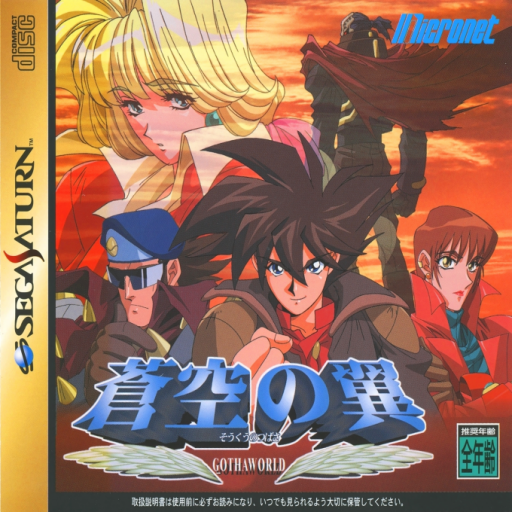 COMPACT
disc
SEGA SATURN™
Micronet
蒼空の翼
そうくうのつばさ
GOTHAWORLD
推奨年齢
全年齢
取扱説明書は使用前に必ずお読みになり、いつでも見られるよう大切に保管してください。